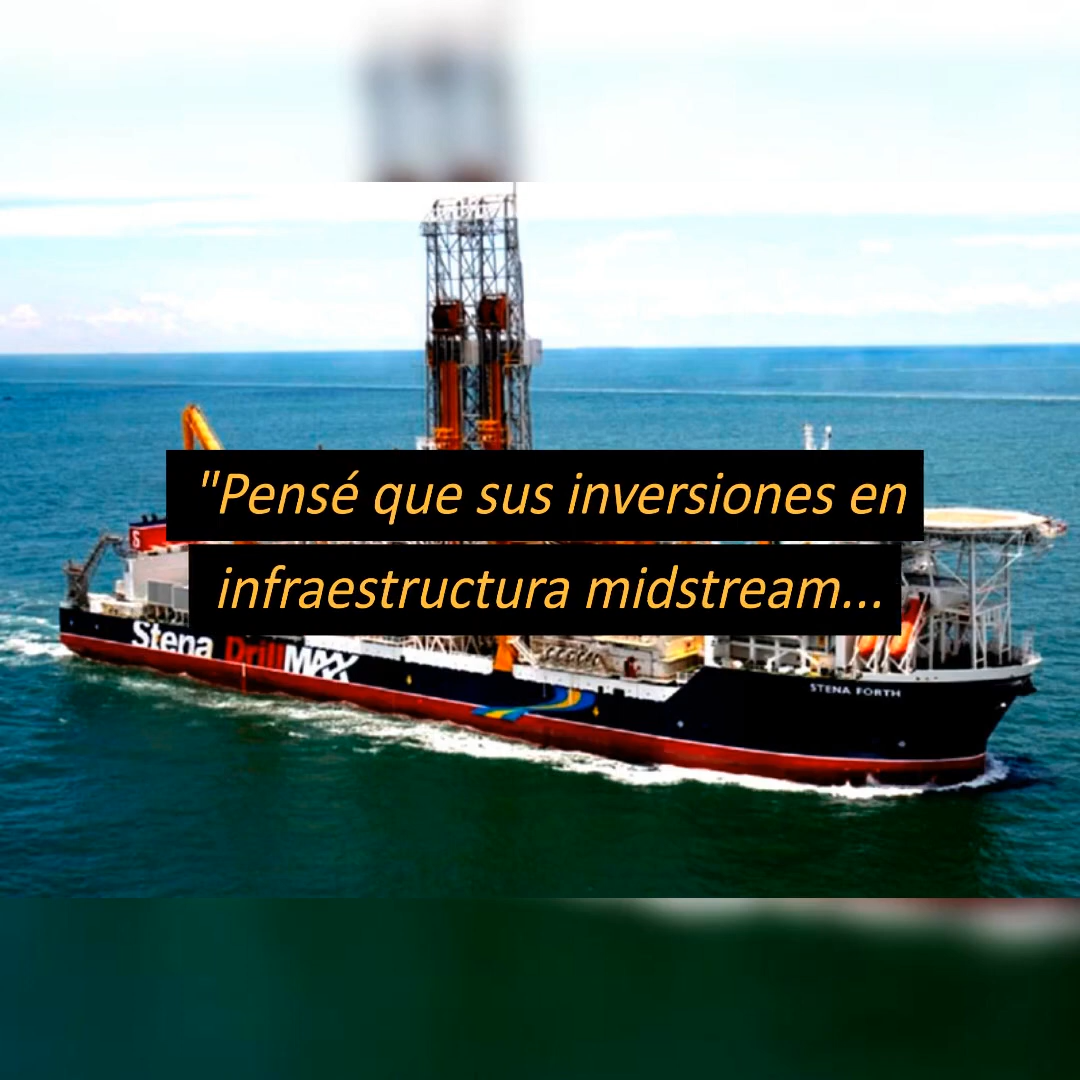 "Pensé que sus inversiones en
infraestructura midstream...
S
Stena DrillMAX
STENA FORTH